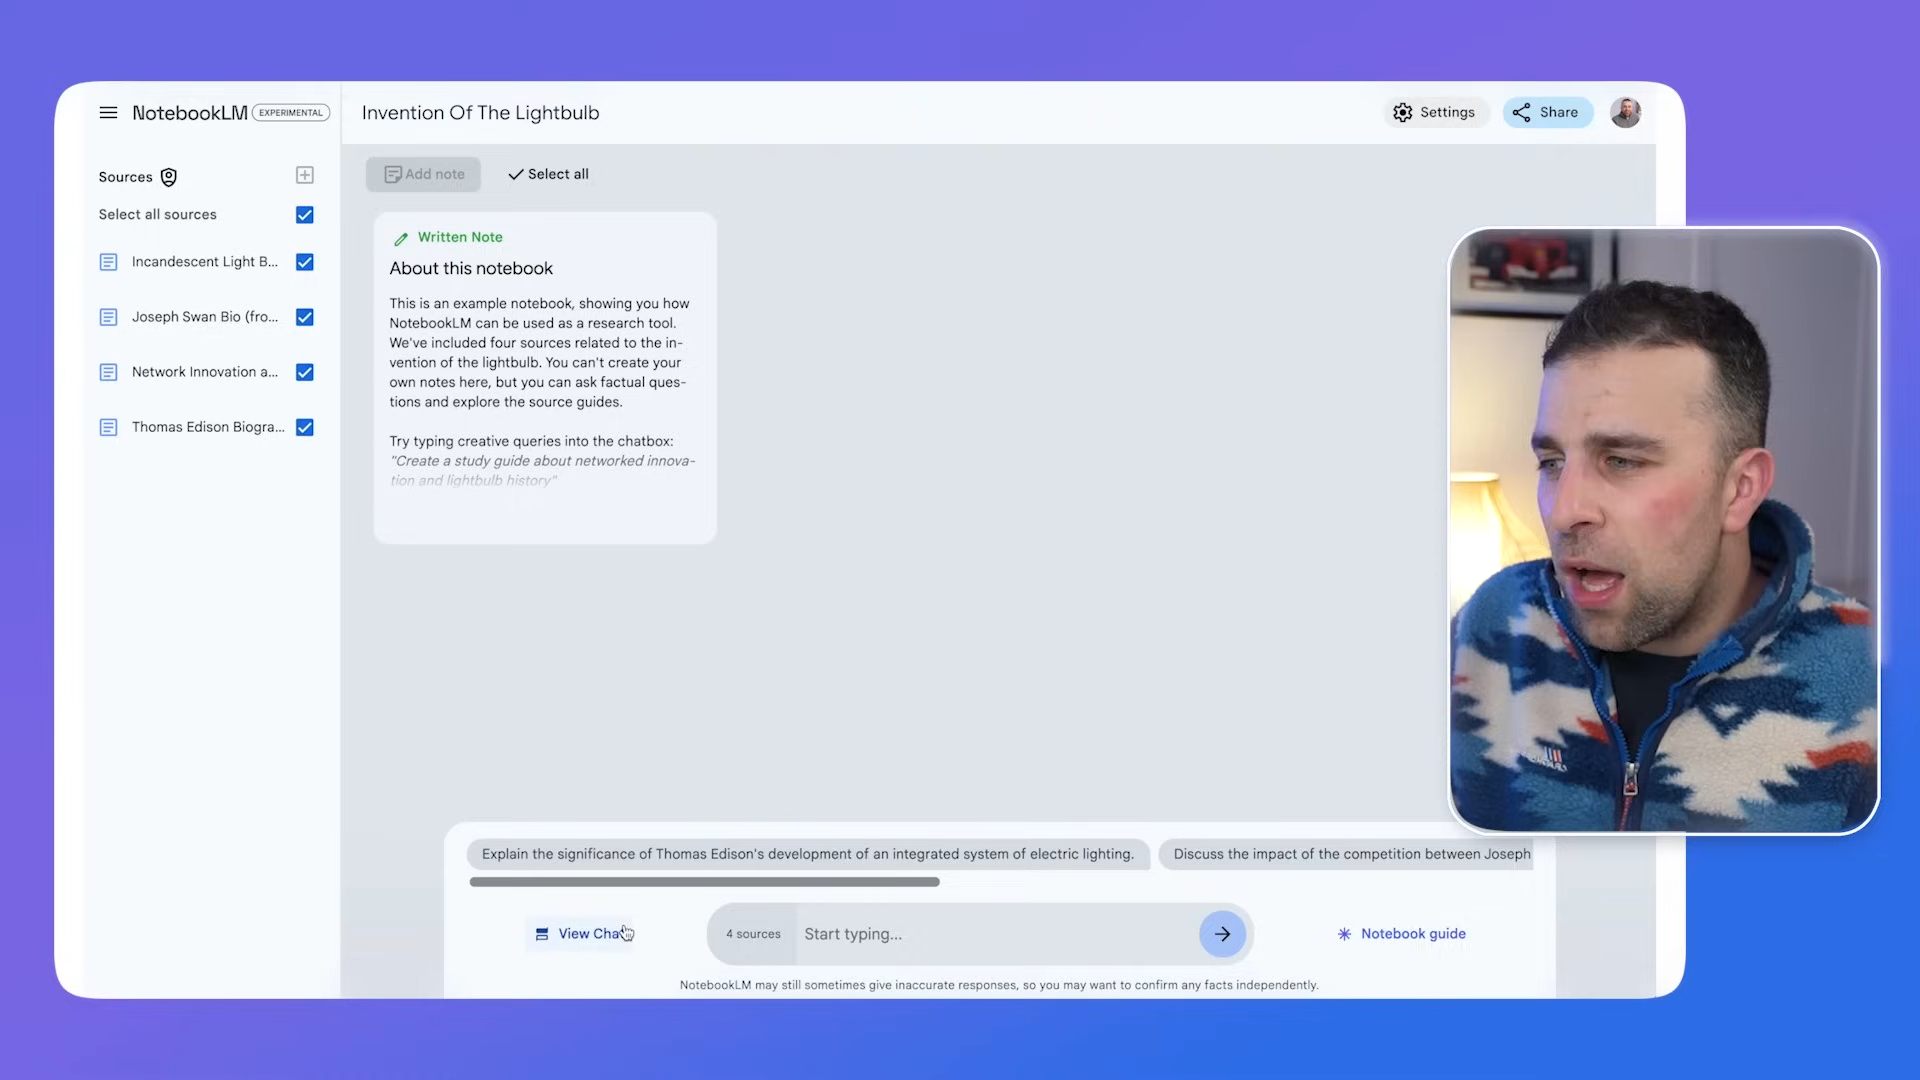 NotebookLM EXPERIMENTAL
Invention Of The Lightbulb
Settings
Share
Sources
Select all sources
Incandescent Light B...
Joseph Swan Bio (fro...
Network Innovation a...
Thomas Edison Biogra...
Add note
Select all
Written Note
About this notebook
This is an example notebook, showing you how
NotebookLM can be used as a research tool.
We've included four sources related to the in-
vention of the lightbulb. You can't create your
own notes here, but you can ask factual ques-
tions and explore the source guides.
Try typing creative queries into the chatbox:
"Create a study guide about networked innova-
tion and lightbulb history"
Explain the significance of Thomas Edison's development of an integrated system of electric lighting.
Discuss the impact of the competition between Joseph
View Cha
4 sources
Start typing...
Notebook guide
NotebookLM may still sometimes give inaccurate responses, so you may want to confirm any facts independently.